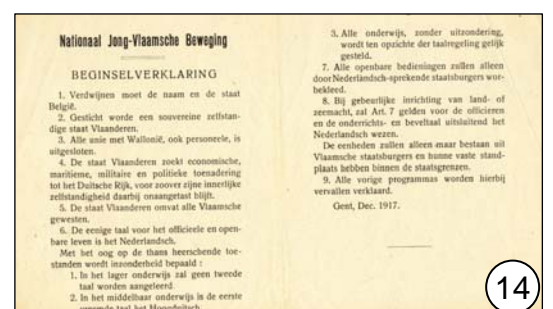 Nationaal Jong-Vlaamsche Beweging
BEGINSELVERKLARING
1. Verdwijnen moet de naam en de staat
België.
2. Gesticht worde een souvereine zelfstan-
dige staat Vlaanderen.
3. Alle unie met Wallonië, ook personeele, is
uitgesloten.
4. De staat Vlaanderen zoekt economische,
maritieme, militaire en politieke toenadering
tot het Duitsche Rijk, voor zoover zijne innerlijke
zelfstandigheid daarbij onaangetast blijft.
5. De staat Vlaanderen omvat alle Vlaamsche
gewesten.
6. De eenige taal voor het officieele en open-
bare leven is het Nederlandsch.
Met het oog op de thans heerschende toe-
standen wordt inzonderheid bepaald :
1. In het lager onderwijs zal geen tweede
taal worden aangeleerd.
2. In het middelbaar onderwijs is de eerste
vreemde taal het Hoogduitsch.
3. Alle onderwijs, zonder uitzondering,
wordt ten opzichte der taalregeling gelijk
gesteld.
7. Alle openbare bedieningen zullen alleen
door Nederlandsch-sprekende staatsburgers wor-
bekleed.
8. Bij gebeurlijke inrichting van land- of
zeemacht, zal Art. 7 gelden voor de officieren
en de onderrichts- en beveltaal uitsluitend het
Nederlandsch wezen.
De eenheden zullen alleen maar bestaan uit
Vlaamsche staatsburgers en hunne vaste stand-
plaats hebben binnen de staatsgrenzen.
9. Alle vorige programmas worden hierbij
vervallen verklaard.
Gent, Dec. 1917.
14